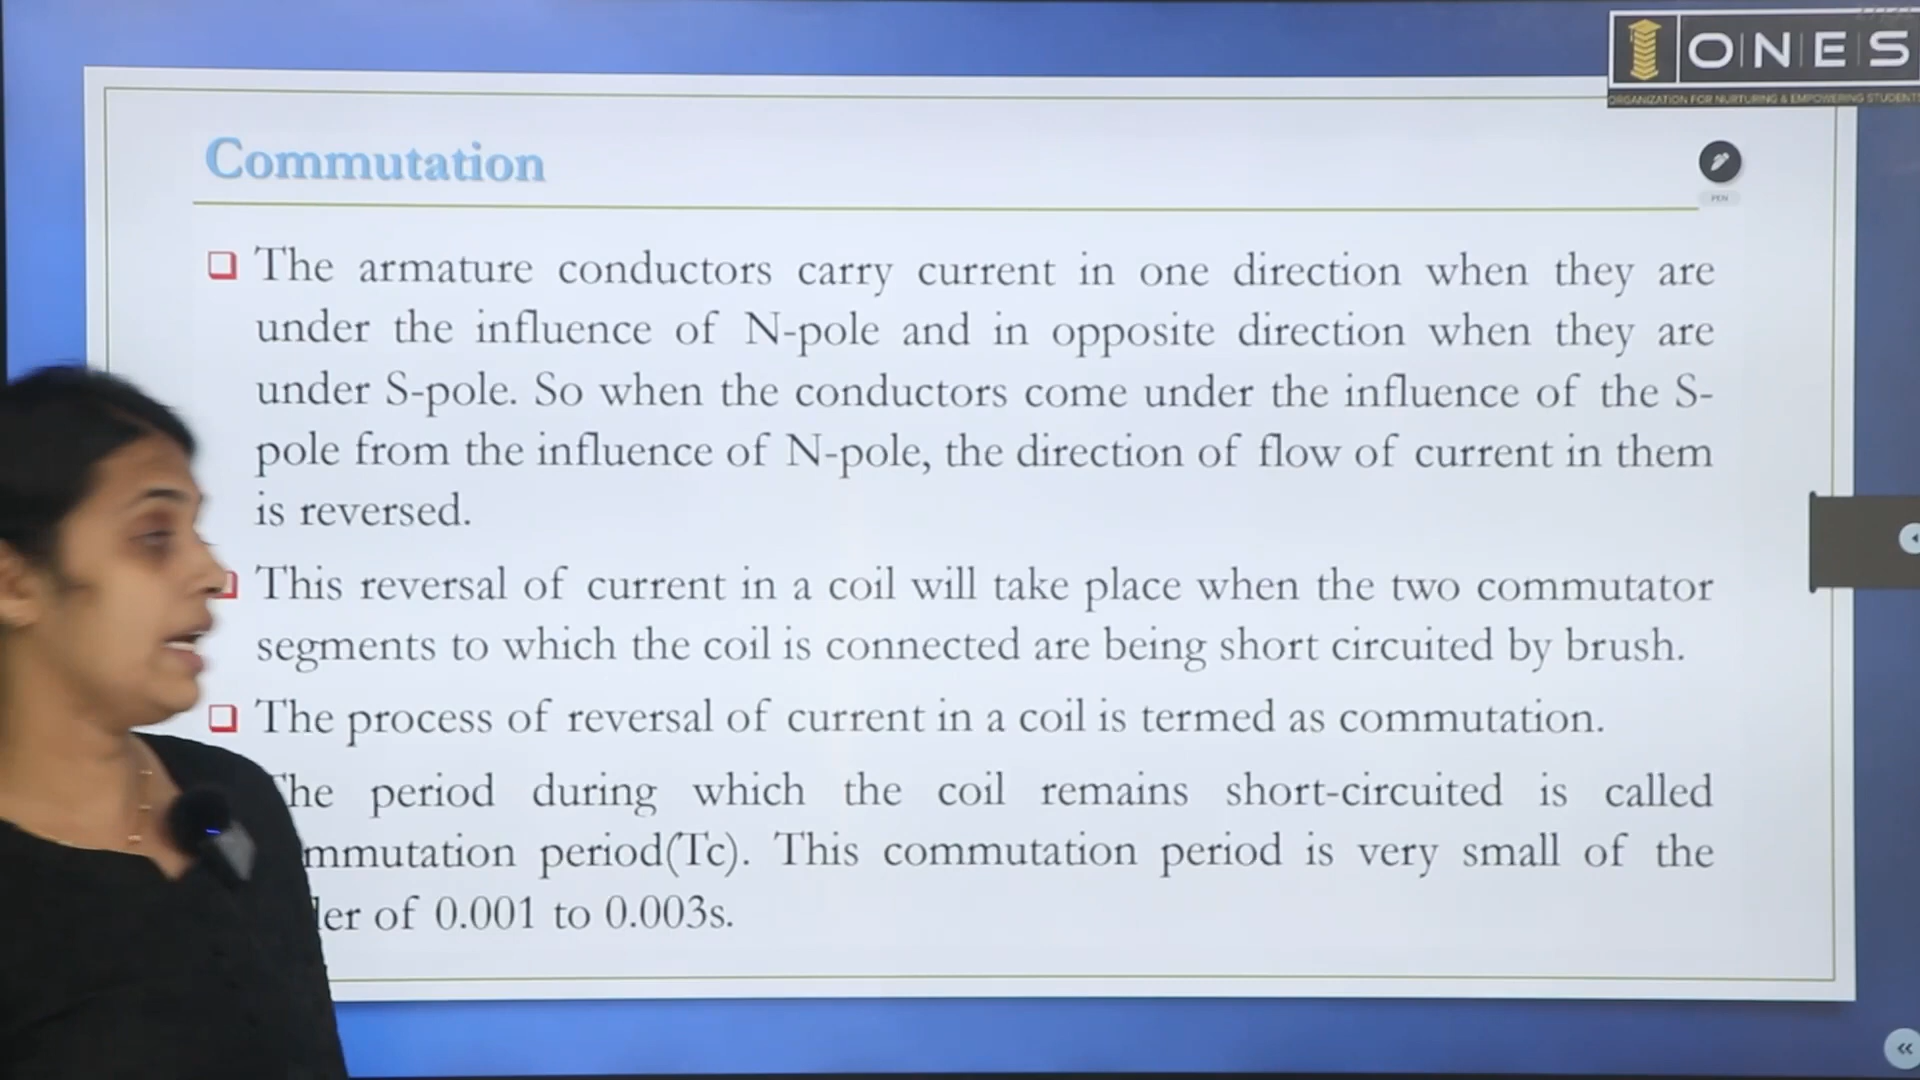 O|N|E|S
ORGANIZATION FOR NURTURING & EMPOWERING STUDENTS
Commutation
PEN
The armature conductors carry current in one direction when they are
under the influence of N-pole and in opposite direction when they are
under S-pole. So when the conductors come under the influence of the S-
pole from the influence of N-pole, the direction of flow of current in them
is reversed.
This reversal of current in a coil will take place when the two commutator
segments to which the coil is connected are being short circuited by brush.
The process of reversal of current in a coil is termed as commutation.
he period during which the coil remains short-circuited is called
mmutation period(Tc). This commutation period is very small of the
er of 0.001 to 0.003s.